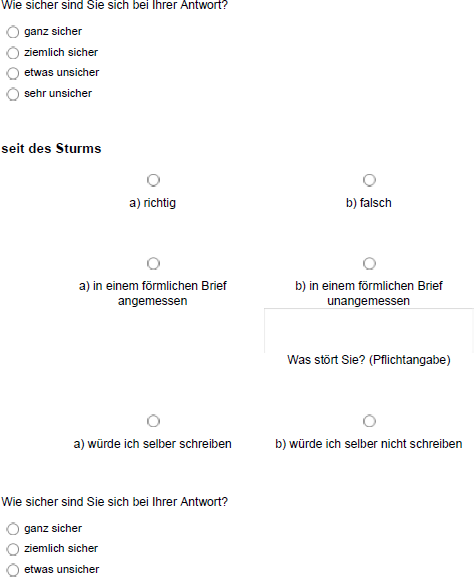 Wie sicher sind Sie sich bei Ihrer Antwort?
ganz sicher
ziemlich sicher
etwas unsicher
sehr unsicher
seit des Sturms
a) richtig
b) falsch
a) in einem förmlichen Brief
angemessen
b) in einem förmlichen Brief
unangemessen
Was stört Sie? (Pflichtangabe)
a) würde ich selber schreiben
b) würde ich selber nicht schreiben
Wie sicher sind Sie sich bei Ihrer Antwort?
ganz sicher
ziemlich sicher
etwas unsicher